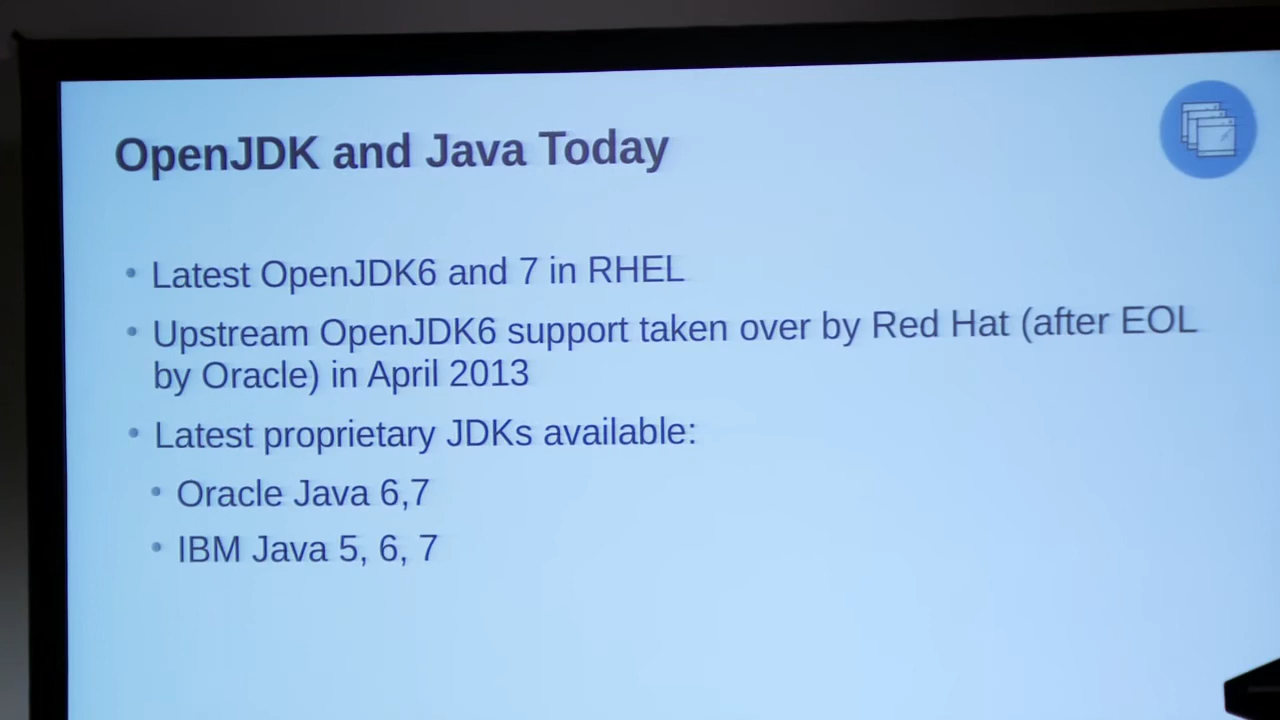 OpenJDK and Java Today
• Latest OpenJDK6 and 7 in RHEL
• Upstream OpenJDK6 support taken over by Red Hat (after EOL
by Oracle) in April 2013
• Latest proprietary JDKs available:
• Oracle Java 6,7
• IBM Java 5, 6, 7